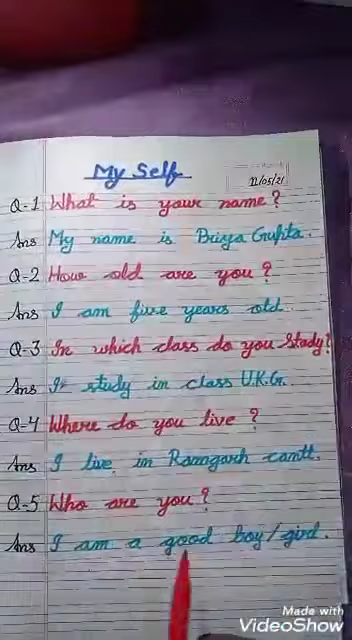 My Self
12/05/21
Q-1 What is your name?
Ans My name is Priya Gupta.
Q-2 How old are you?
Ans I am five years old
Q-3 In which class do you Study?
Ans I study in class U.K.G.
Q-4 Where do you live?
Ans I live in Ramgarh cantt.
Q-5 Who are you?
Ans I am a good boy/girl.
Made with
VideoShow